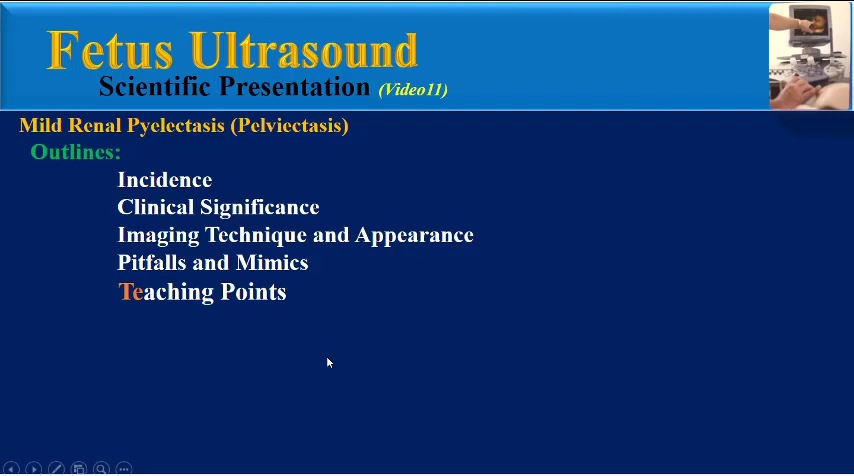 Fetus Ultrasound
Scientific Presentation (Video11)
Mild Renal Pyelectasis (Pelviectasis)
Outlines:
Incidence
Clinical Significance
Imaging Technique and Appearance
Pitfalls and Mimics
Teaching Points